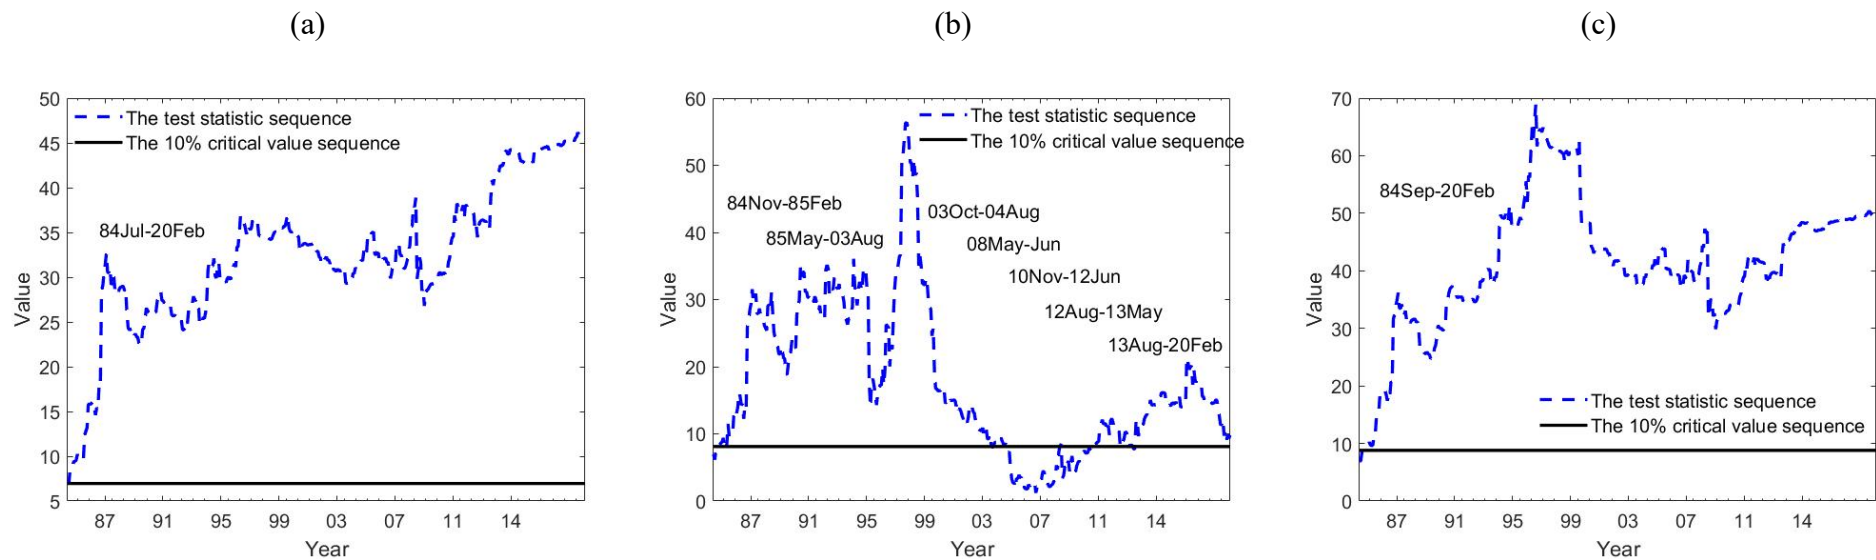 (a)
50
45
40
35
30
25
20
15
10
5
The test statistic sequence
The 10% critical value sequence
84Jul-20Feb
Value
87 91 95 99 03 07 11 14
Year
(b)
60
50
40
30
20
10
0
The test statistic sequence
The 10% critical value sequence
84Nov-85Feb
03Oct-04Aug
85May-03Aug
08May-Jun
10Nov-12Jun
12Aug-13May
13Aug-20Feb
Value
87 91 95 99 03 07 11 14
Year
(c)
70
60
50
40
30
20
10
0
84Sep-20Feb
The test statistic sequence
The 10% critical value sequence
Value
87 91 95 99 03 07 11 14
Year